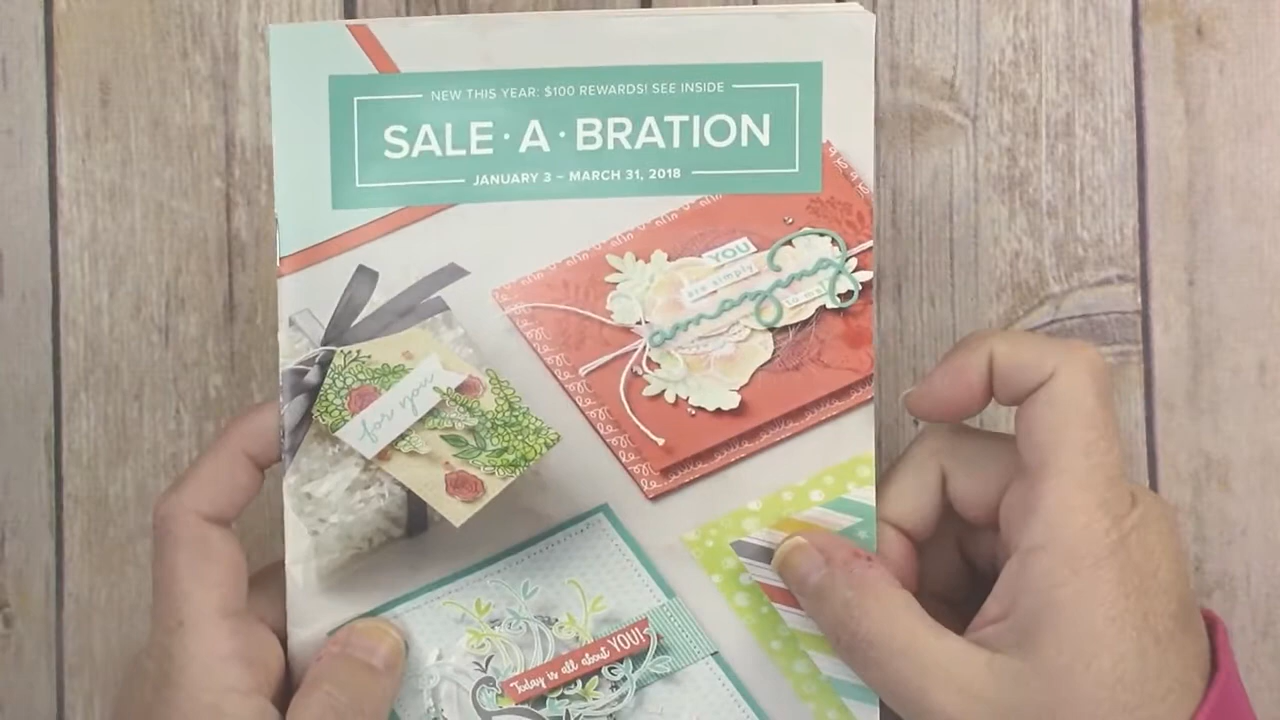 NEW THIS YEAR: $100 REWARDS! SEE INSIDE
SALE·A·BRATION
JANUARY 3 – MARCH 31, 2018
YOU
are simply
amazing
to me!
for you
Today is all about YOU!